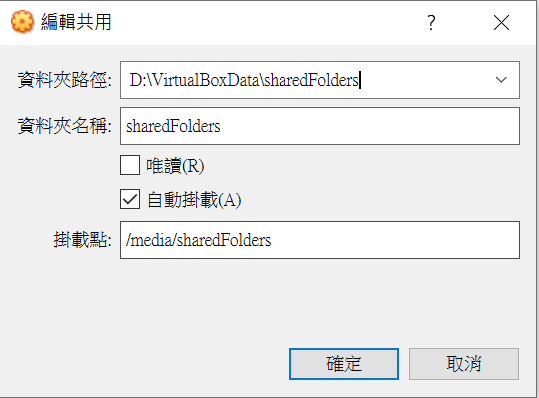 編輯共用
資料夾路徑: D:\VirtualBoxData\sharedFolders
資料夾名稱: sharedFolders
唯讀(R)
自動掛載(A)
掛載點: /media/sharedFolders
確定 取消